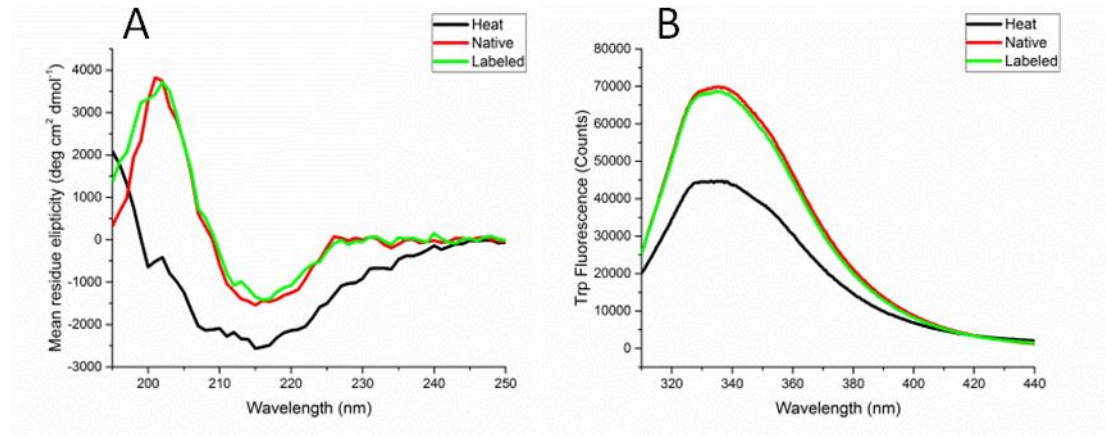 A
Heat
Native
Labeled
4000
3000
2000
1000
0
-1000
-2000
-3000
Mean residue elipticity (deg cm² dmol⁻¹)
200
210
220
230
240
250
Wavelength (nm)
B
Heat
Native
Labeled
80000
70000
60000
50000
40000
30000
20000
10000
0
Trp Fluorescence (Counts)
320
340
360
380
400
420
440
Wavelength (nm)